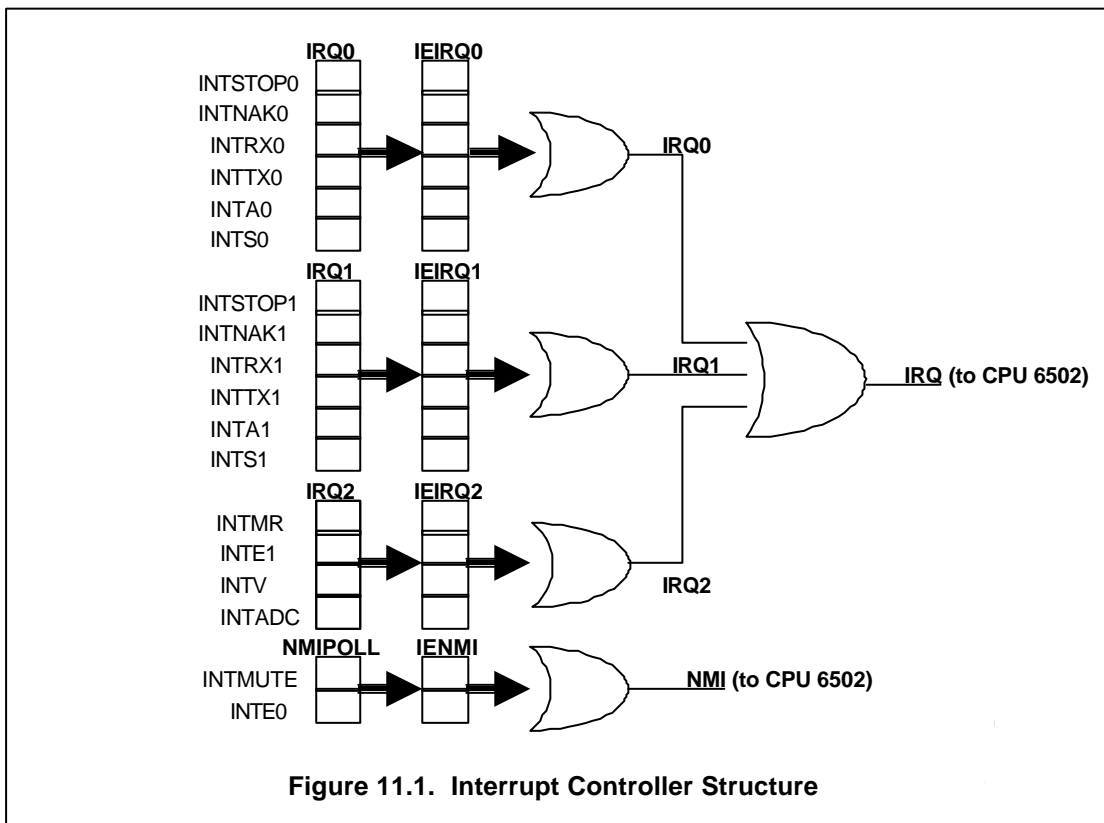 IRQ0 IEIRQ0
INTSTOP0
INTNAK0
INTRX0
INTTX0
INTA0
INTS0
IRQ0
IRQ1 IEIRQ1
INTSTOP1
INTNAK1
INTRX1
INTTX1
INTA1
INTS1
IRQ1
IRQ (to CPU 6502)
IRQ2 IEIRQ2
INTMR
INTE1
INTV
INTADC
IRQ2
NMIPOLL IENMI
INTMUTE
INTE0
NMI (to CPU 6502)
Figure 11.1. Interrupt Controller Structure